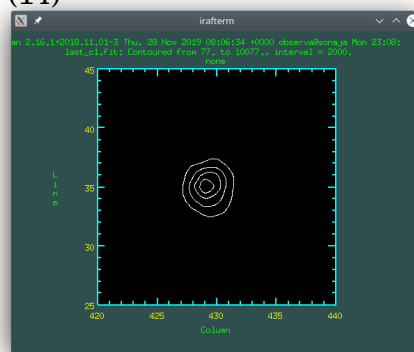 (14)
irafterm
an 2.16.1+2018.11.01-3 Thu, 28 Nov 2019 08:06:34 +0000 observa@sonaja Mon 23:08:
last_c1.fit: Contoured from 77. to 10077., interval = 2000.
none
45
40
35
30
25
Line
420 425 430 435 440
Column